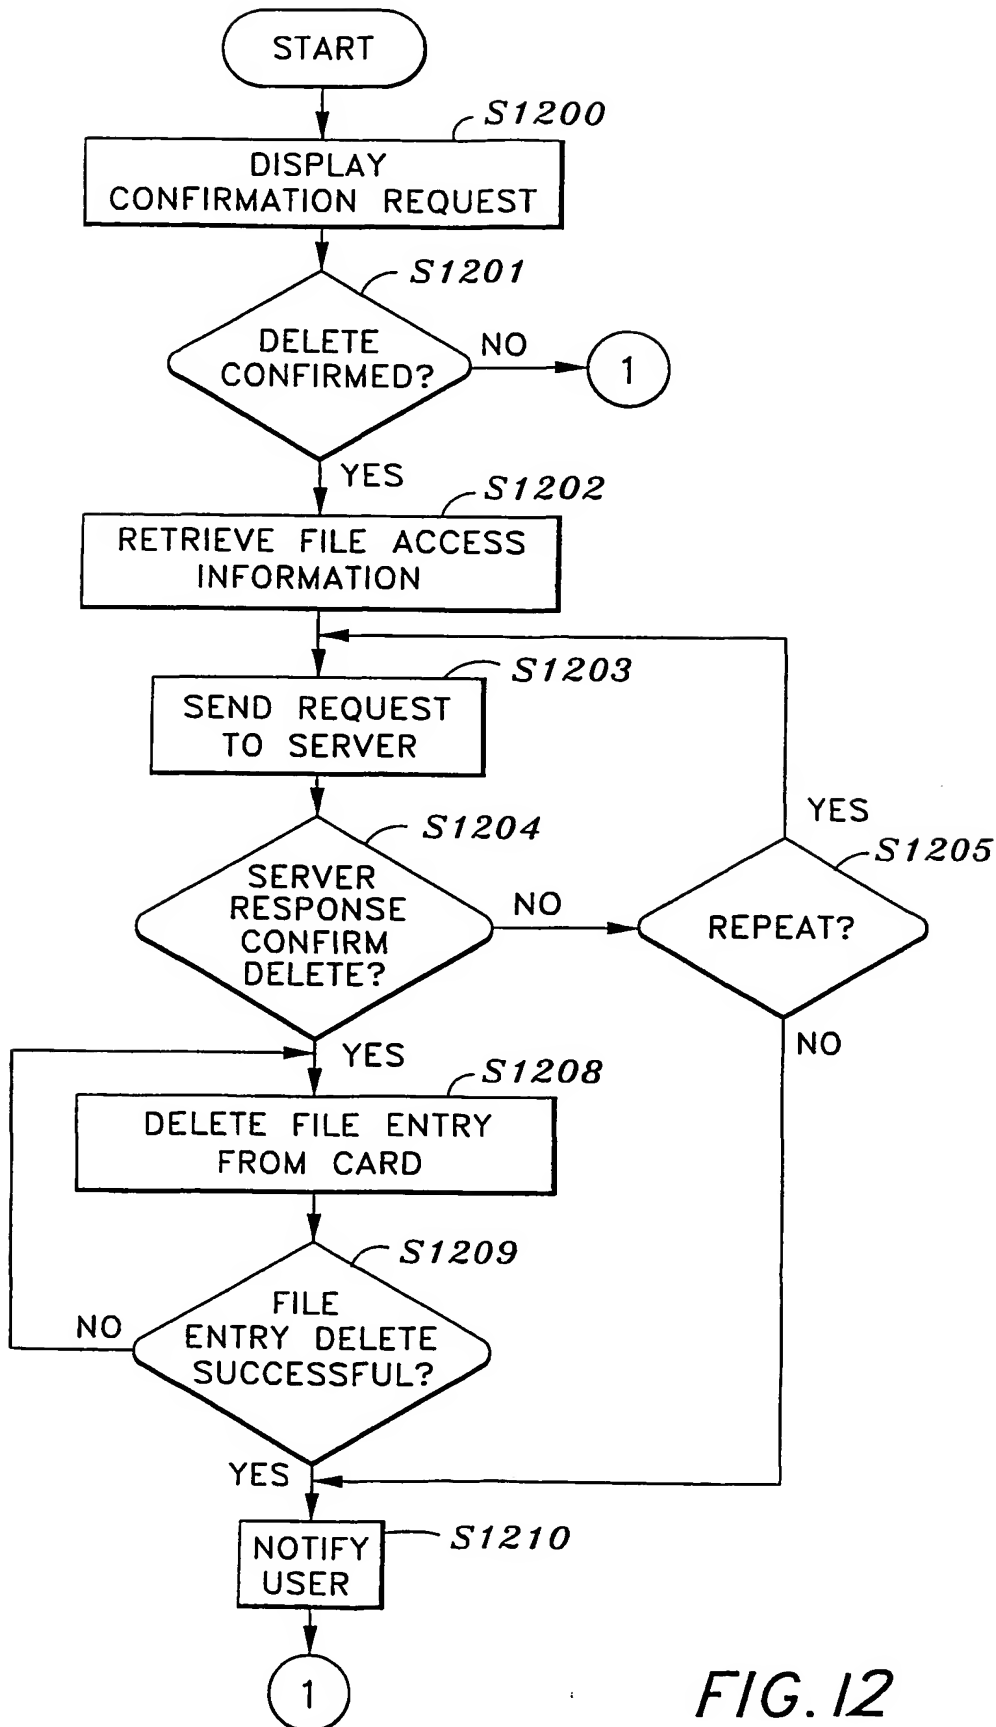 START
S1200
DISPLAY
CONFIRMATION REQUEST
S1201
DELETE
CONFIRMED?
NO
1
YES
S1202
RETRIEVE FILE ACCESS
INFORMATION
S1203
SEND REQUEST
TO SERVER
YES
S1204
S1205
SERVER
RESPONSE
CONFIRM
DELETE?
NO
REPEAT?
YES
NO
S1208
DELETE FILE ENTRY
FROM CARD
S1209
FILE
ENTRY DELETE
SUCCESSFUL?
NO
YES
S1210
NOTIFY
USER
1
FIG. 12